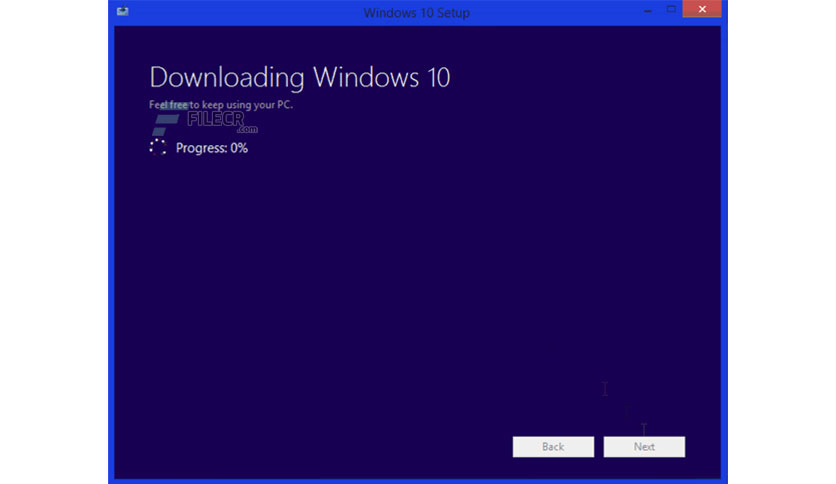 Windows 10 Setup
Downloading Windows 10
Feel free to keep using your PC.
FILECR
.com
Progress: 0%
Back
Next